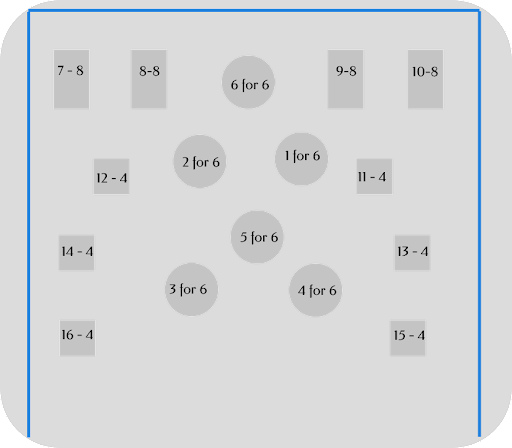 7 - 8
8-8
6 for 6
9-8
10-8
2 for 6
1 for 6
12 - 4
11 - 4
5 for 6
14 - 4
13 - 4
3 for 6
4 for 6
16 - 4
15 - 4